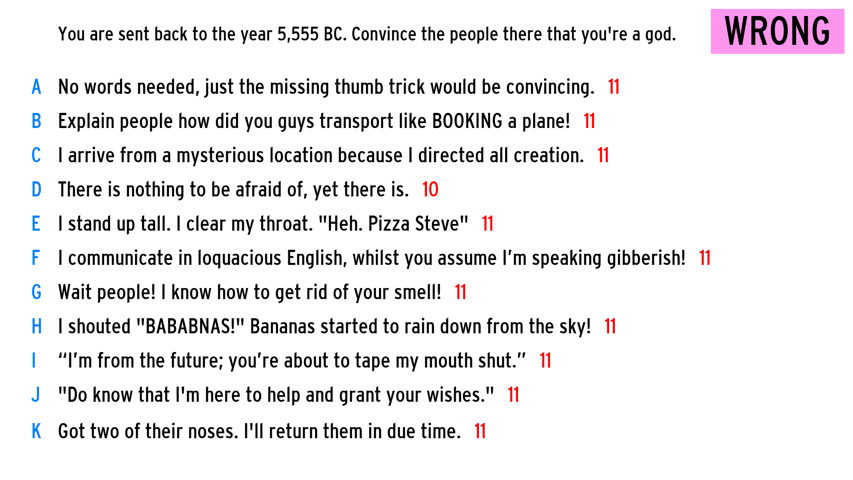 You are sent back to the year 5,555 BC. Convince the people there that you're a god.
WRONG
A No words needed, just the missing thumb trick would be convincing. 11
B Explain people how did you guys transport like BOOKING a plane! 11
C I arrive from a mysterious location because I directed all creation. 11
D There is nothing to be afraid of, yet there is. 10
E I stand up tall. I clear my throat. "Heh. Pizza Steve" 11
F I communicate in loquacious English, whilst you assume I’m speaking gibberish! 11
G Wait people! I know how to get rid of your smell! 11
H I shouted "BABABNAS!" Bananas started to rain down from the sky! 11
I “I’m from the future; you’re about to tape my mouth shut.” 11
J "Do know that I'm here to help and grant your wishes." 11
K Got two of their noses. I'll return them in due time. 11